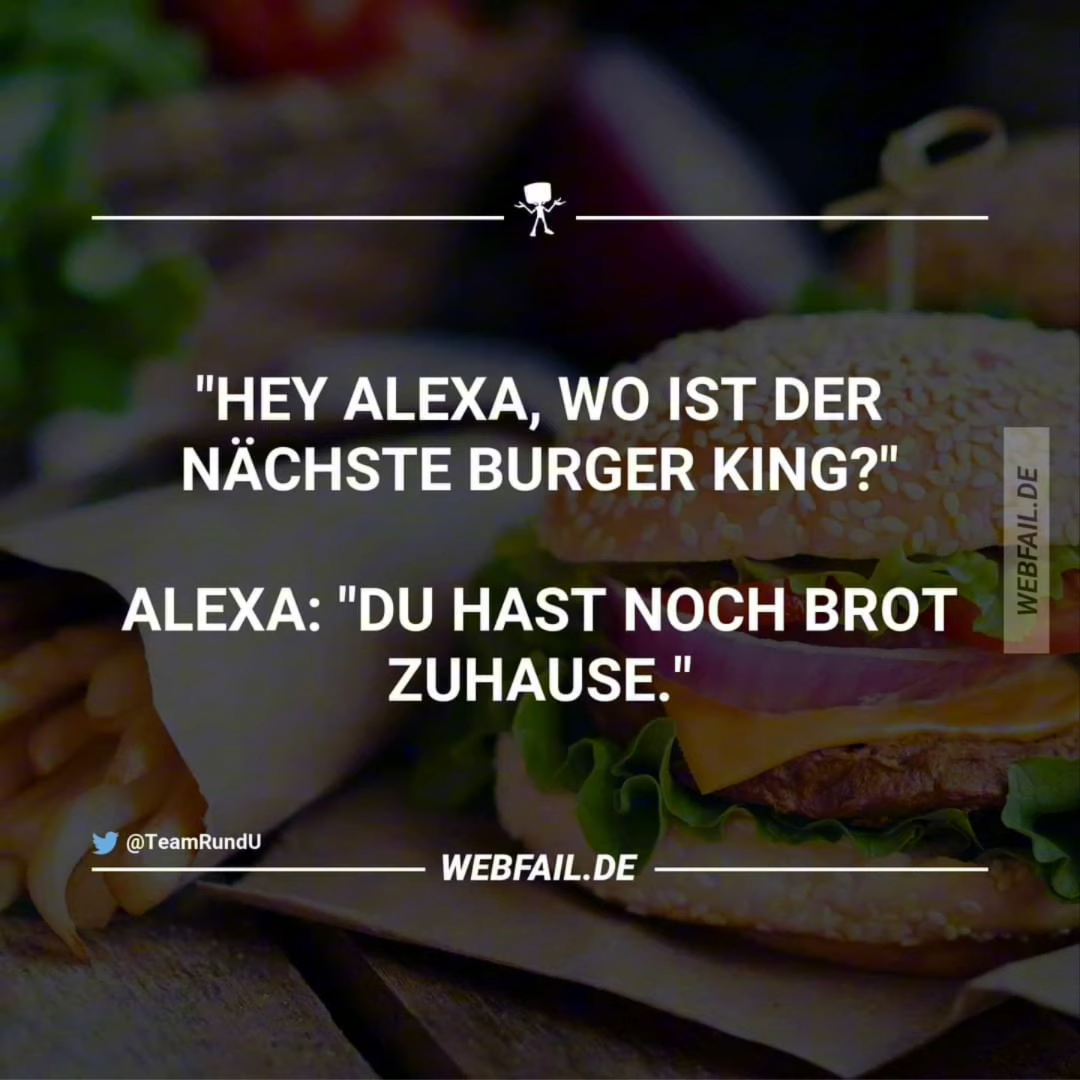 "HEY ALEXA, WO IST DER
NÄCHSTE BURGER KING?"
ALEXA: "DU HAST NOCH BROT
ZUHAUSE."
WEBFAIL.DE
@TeamRundU
WEBFAIL.DE